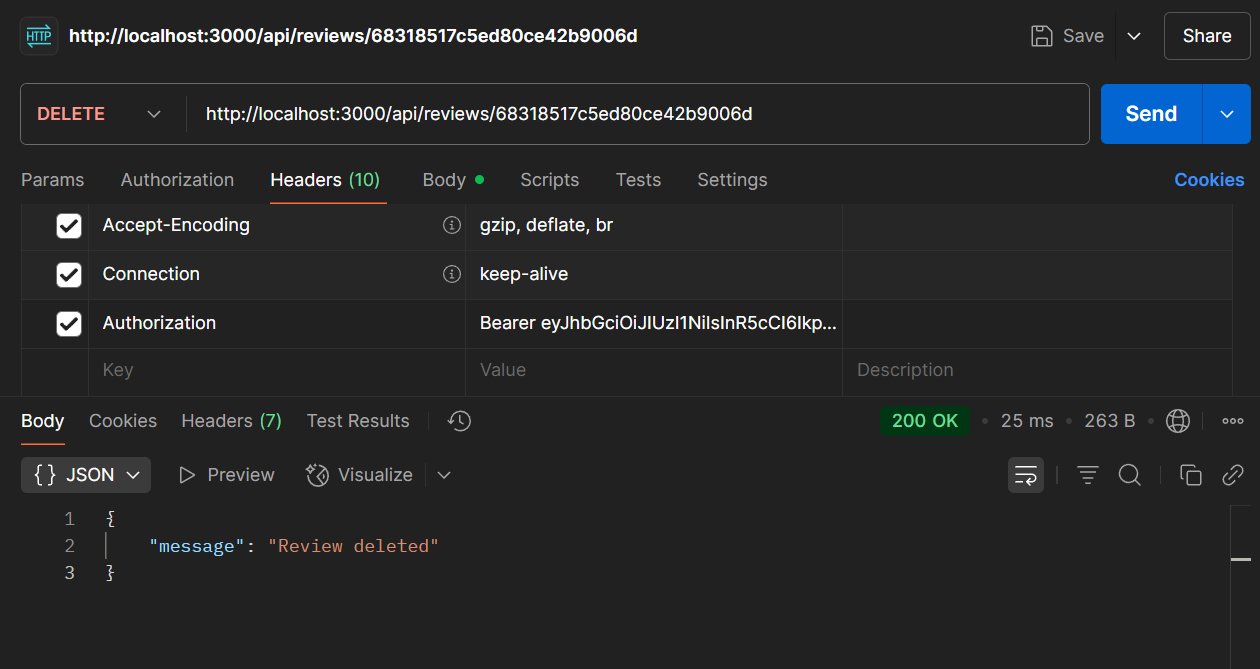 HTTP http://localhost:3000/api/reviews/68318517c5ed80ce42b9006d Save Share
DELETE http://localhost:3000/api/reviews/68318517c5ed80ce42b9006d Send
Params Authorization Headers (10) Body Scripts Tests Settings Cookies
Accept-Encoding gzip, deflate, br
Connection keep-alive
Authorization Bearer eyJhbGciOiJIUzI1NiIsInR5cCI6Ikp...
Key Value Description
Body Cookies Headers (7) Test Results 200 OK • 25 ms • 263 B •
{} JSON Preview Visualize
1 {
2 "message": "Review deleted"
3 }